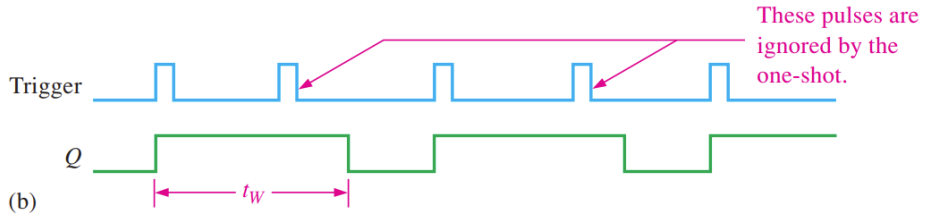 These pulses are
ignored by the
one-shot.
Trigger
Q
tW
(b)